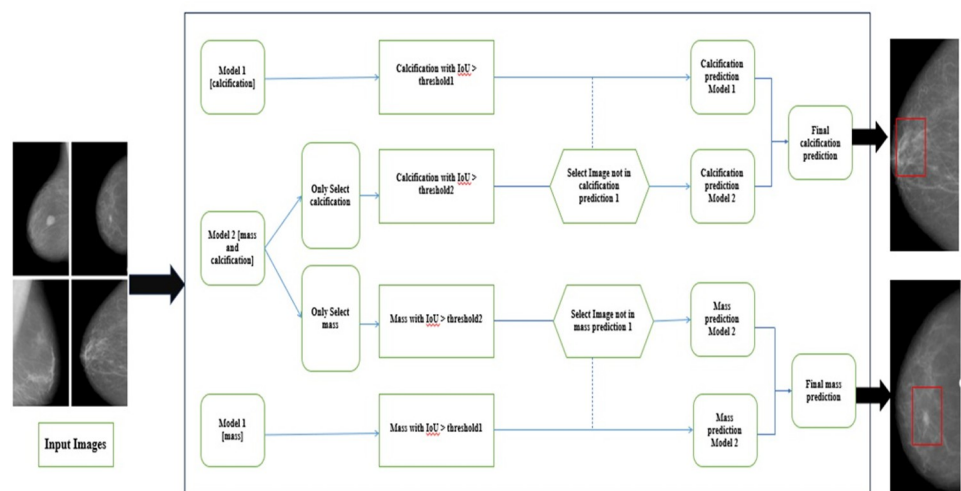 Model 1
[calcification]
Calcification with IoU >
threshold1
Calcification
prediction
Model 1
Final
calcification
prediction
Only Select
calcification
Calcification with IoU >
threshold2
Select Image not in
calcification
prediction 1
Calcification
prediction
Model 2
Model 2 [mass
and
calcification]
Only Select
mass
Mass with IoU > threshold2
Select Image not in
mass prediction 1
Mass
prediction
Model 2
Final mass
prediction
Model 1
[mass]
Mass with IoU > threshold1
Mass
prediction
Model 2
Input Images